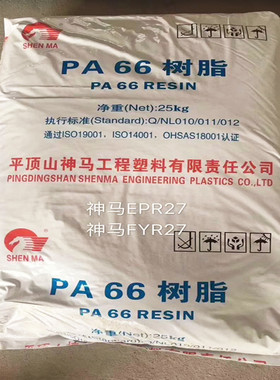 SHEN MA
PA 66 树脂
PA 66 RESIN
净重(Net):25kg
执行标准(Standard):Q/NL010/011/012
通过ISO19001，ISO14001，OHSAS18001认证
平顶山神马工程塑料有限责任公司
PINGDINGSHAN SHENMA ENGINEERING PLASTICS CO.,LTD.
神马EPR27
神马FYR27
SHEN MA
PA 66 树脂
PA 66 RESIN
净重(Net):25kg